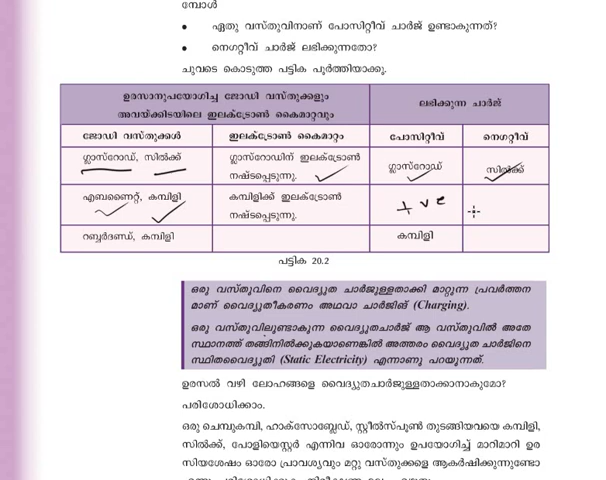 മ്പോൾ
• ഏതു വസ്തുവിനാണ് പോസിറ്റീവ് ചാർജ് ഉണ്ടാകുന്നത്?
• നെഗറ്റീവ് ചാർജ് ലഭിക്കുന്നതോ?
ചുവടെ കൊടുത്ത പട്ടിക പൂർത്തിയാക്കൂ.
ഉരസാനുപയോഗിച്ച ജോഡി വസ്തുക്കളും
അവയ്ക്കിടയിലെ ഇലക്ട്രോൺ കൈമാറ്റവും
ലഭിക്കുന്ന ചാർജ്
ജോഡി വസ്തുക്കൾ ഇലക്ട്രോൺ കൈമാറ്റം പോസിറ്റീവ് നെഗറ്റീവ്
ഗ്ലാസ്റോഡ്, സിൽക്ക് ഗ്ലാസ്റോഡിന് ഇലക്ട്രോൺ
നഷ്ടപ്പെടുന്നു. ഗ്ലാസ്റോഡ് സിൽക്ക്
എബണൈറ്റ്, കമ്പിളി കമ്പിളിക്ക് ഇലക്ട്രോൺ
നഷ്ടപ്പെടുന്നു. +ve
റബ്ബർദണ്ഡ്, കമ്പിളി കമ്പിളി
പട്ടിക 20.2
ഒരു വസ്തുവിനെ വൈദ്യുത ചാർജുള്ളതാക്കി മാറ്റുന്ന പ്രവർത്തന
മാണ് വൈദ്യുതീകരണം അഥവാ ചാർജിങ് (Charging).
ഒരു വസ്തുവിലുണ്ടാകുന്ന വൈദ്യുതചാർജ് ആ വസ്തുവിൽ അതേ
സ്ഥാനത്ത് തങ്ങിനിൽക്കുകയാണെങ്കിൽ അത്തരം വൈദ്യുത ചാർജിനെ
സ്ഥിതവൈദ്യുതി (Static Electricity) എന്നാണു പറയുന്നത്.
ഉരസൽ വഴി ലോഹങ്ങളെ വൈദ്യുതചാർജുള്ളതാക്കാനാകുമോ?
പരിശോധിക്കാം.
ഒരു ചെമ്പുകമ്പി, ഹാക്സോബ്ലേഡ്, സ്റ്റീൽസ്പൂൺ തുടങ്ങിയവയെ കമ്പിളി,
സിൽക്ക്, പോളിയെസ്റ്റർ എന്നിവ ഓരോന്നും ഉപയോഗിച്ച് മാറിമാറി ഉര
സിയശേഷം ഓരോ പ്രാവശ്യവും മറ്റു വസ്തുക്കളെ ആകർഷിക്കുന്നുണ്ടോ